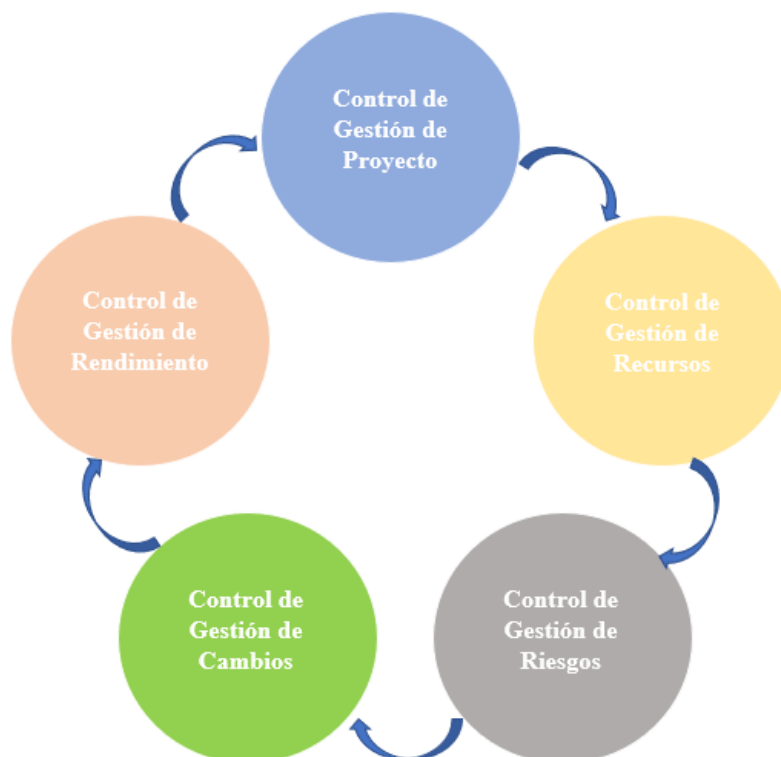 Control de
Gestión de
Proyecto
Control de
Gestión de
Recursos
Control de
Gestión de
Riesgos
Control de
Gestión de
Cambios
Control de
Gestión de
Rendimiento